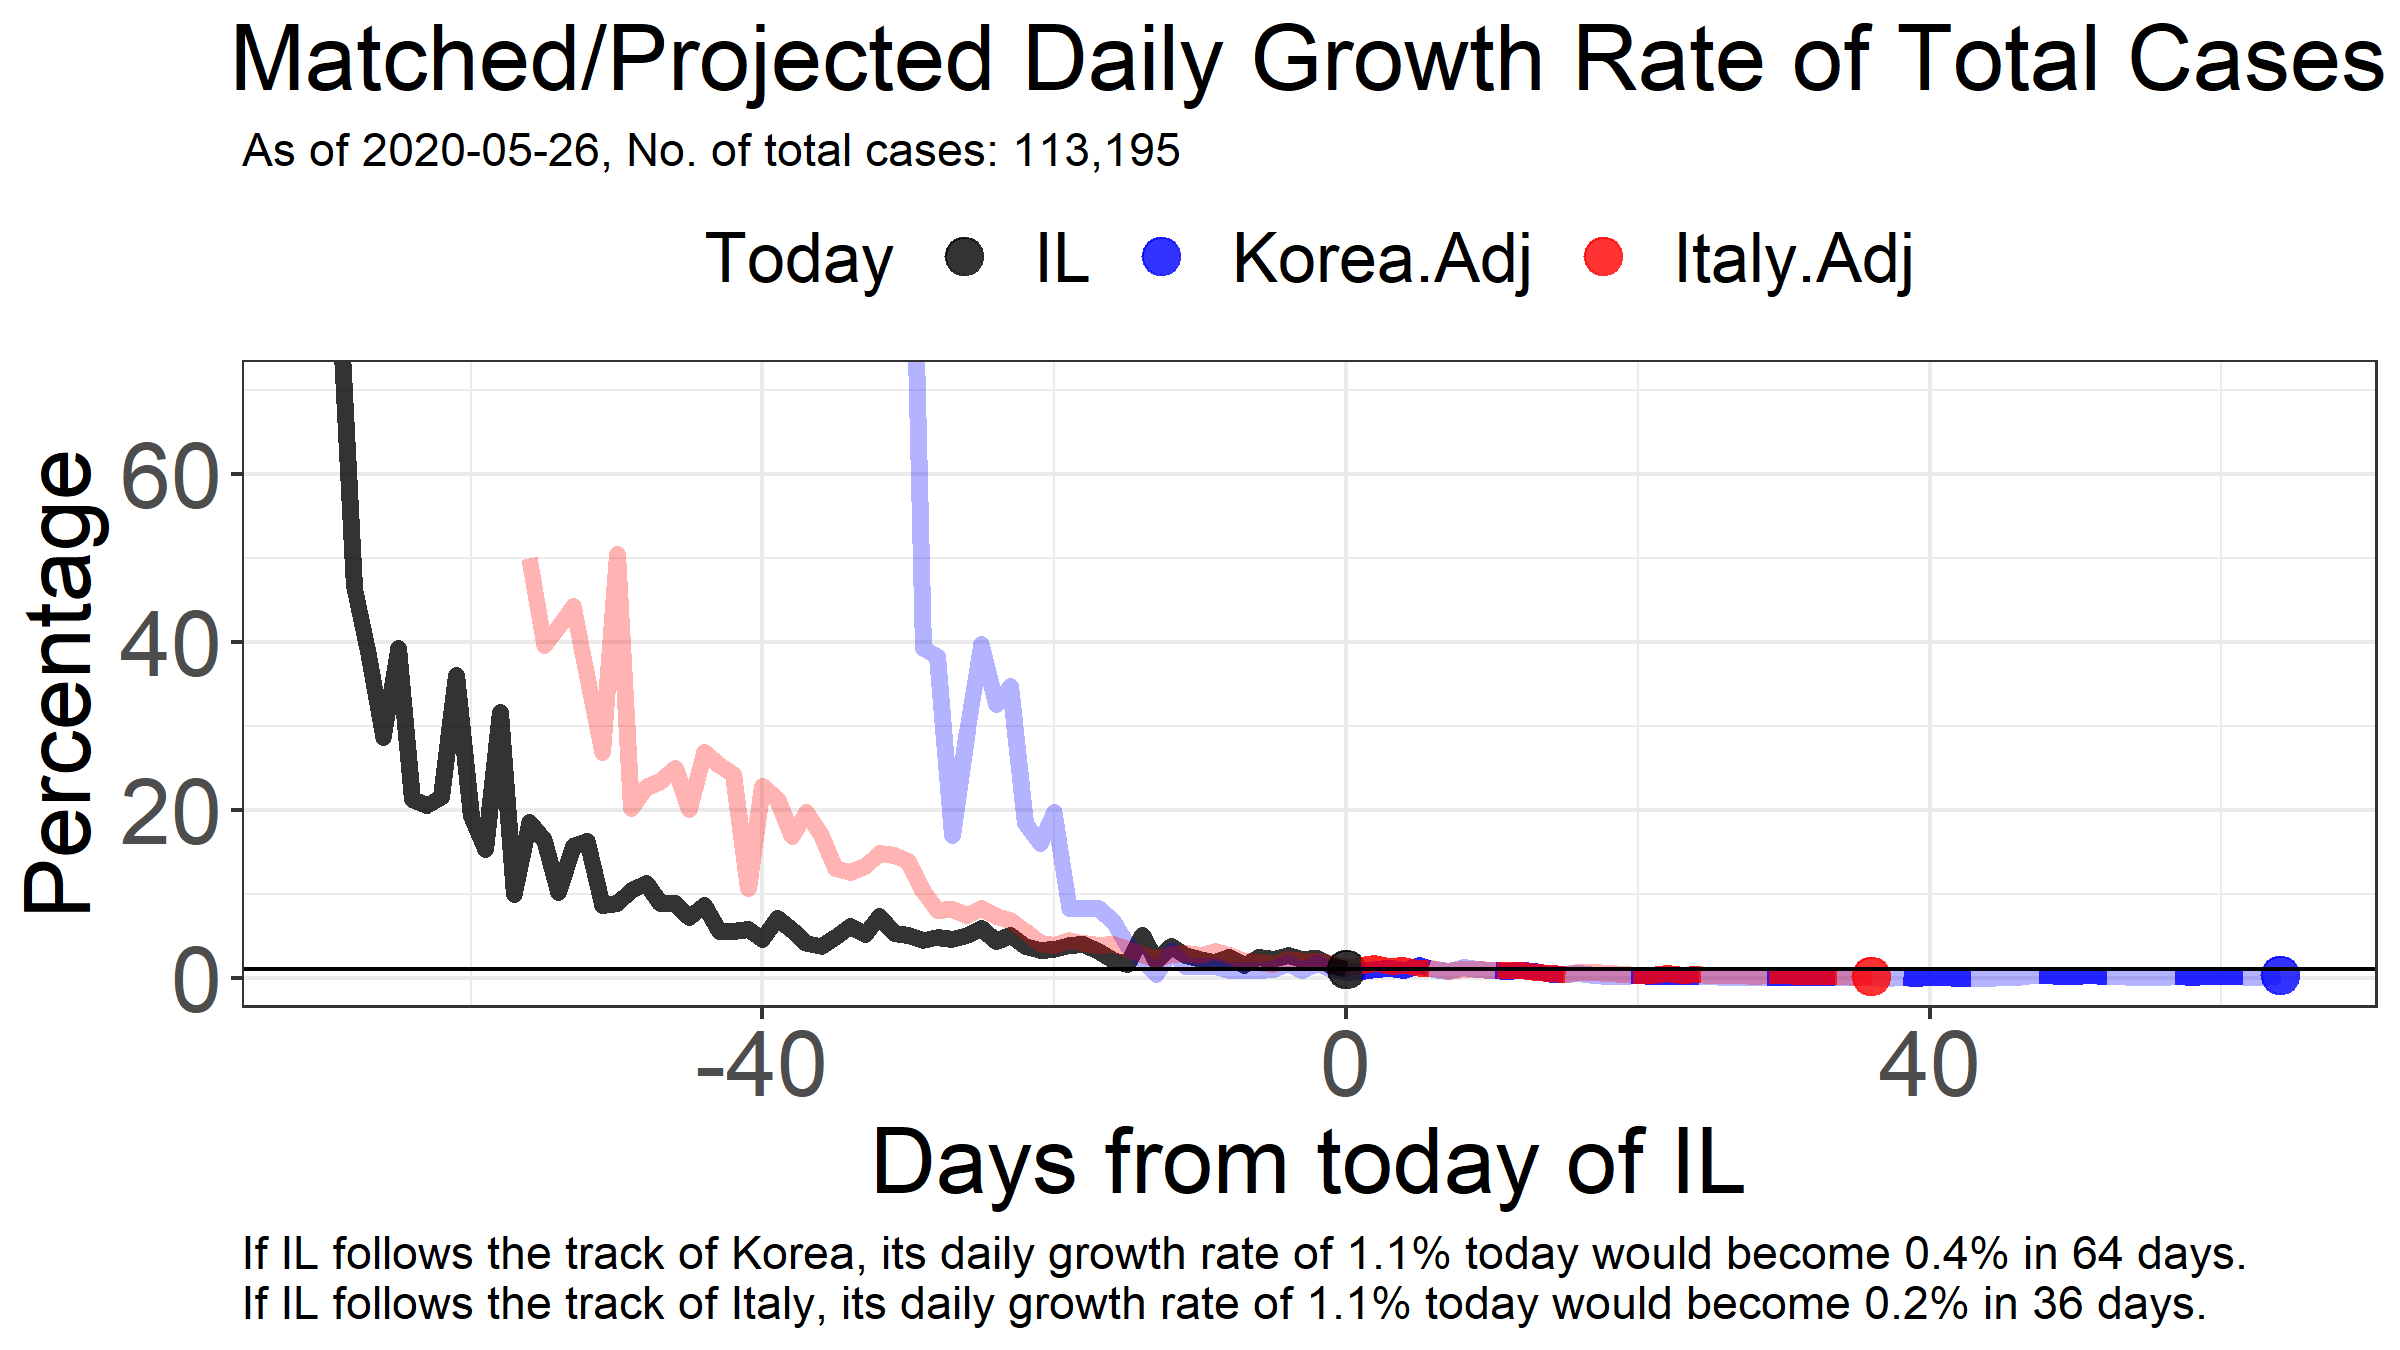 Matched/Projected Daily Growth Rate of Total Cases
As of 2020-05-26, No. of total cases: 113,195
Today IL Korea.Adj Italy.Adj
Percentage
60
40
20
0
-40 0 40
Days from today of IL
If IL follows the track of Korea, its daily growth rate of 1.1% today would become 0.4% in 64 days.
If IL follows the track of Italy, its daily growth rate of 1.1% today would become 0.2% in 36 days.